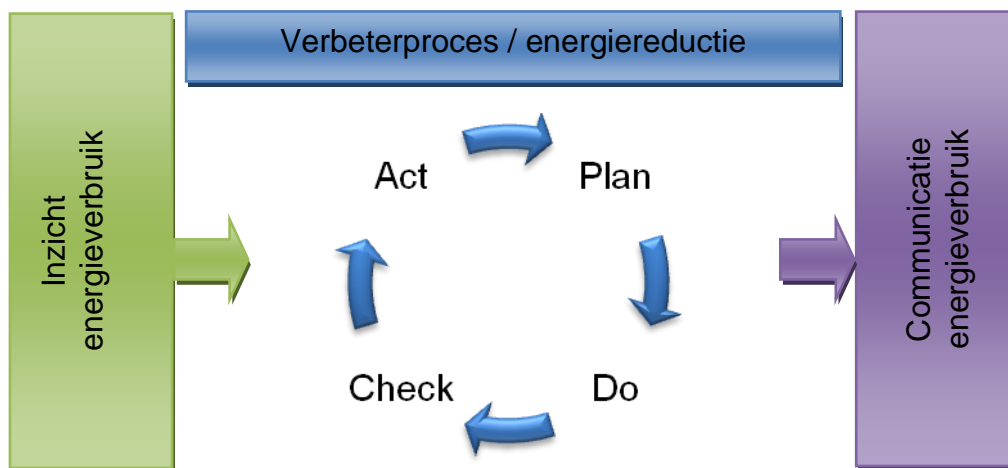 Verbeterproces / energiereductie
Inzicht
energieverbruik
Act
Plan
Check
Do
Communicatie
energieverbruik